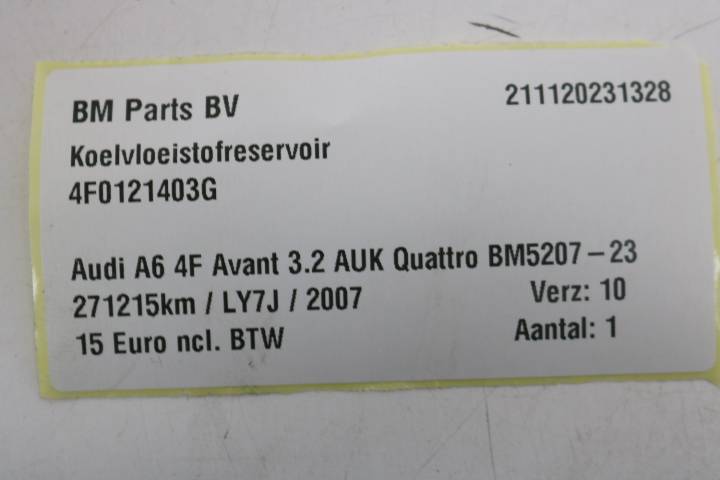 BM Parts BV 211120231328
Koelvloeistofreservoir
4F0121403G
Audi A6 4F Avant 3.2 AUK Quattro BM5207-23
271215km / LY7J / 2007 Verz: 10
15 Euro ncl. BTW Aantal: 1